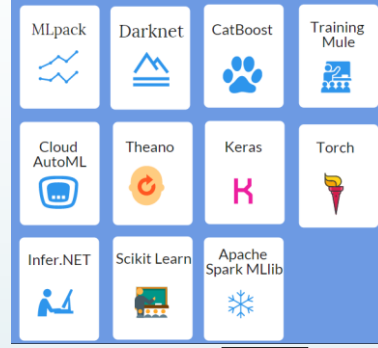 MLpack
Darknet
CatBoost
Training
Mule
Cloud
AutoML
Theano
Keras
Torch
Infer.NET
Scikit Learn
Apache
Spark MLlib